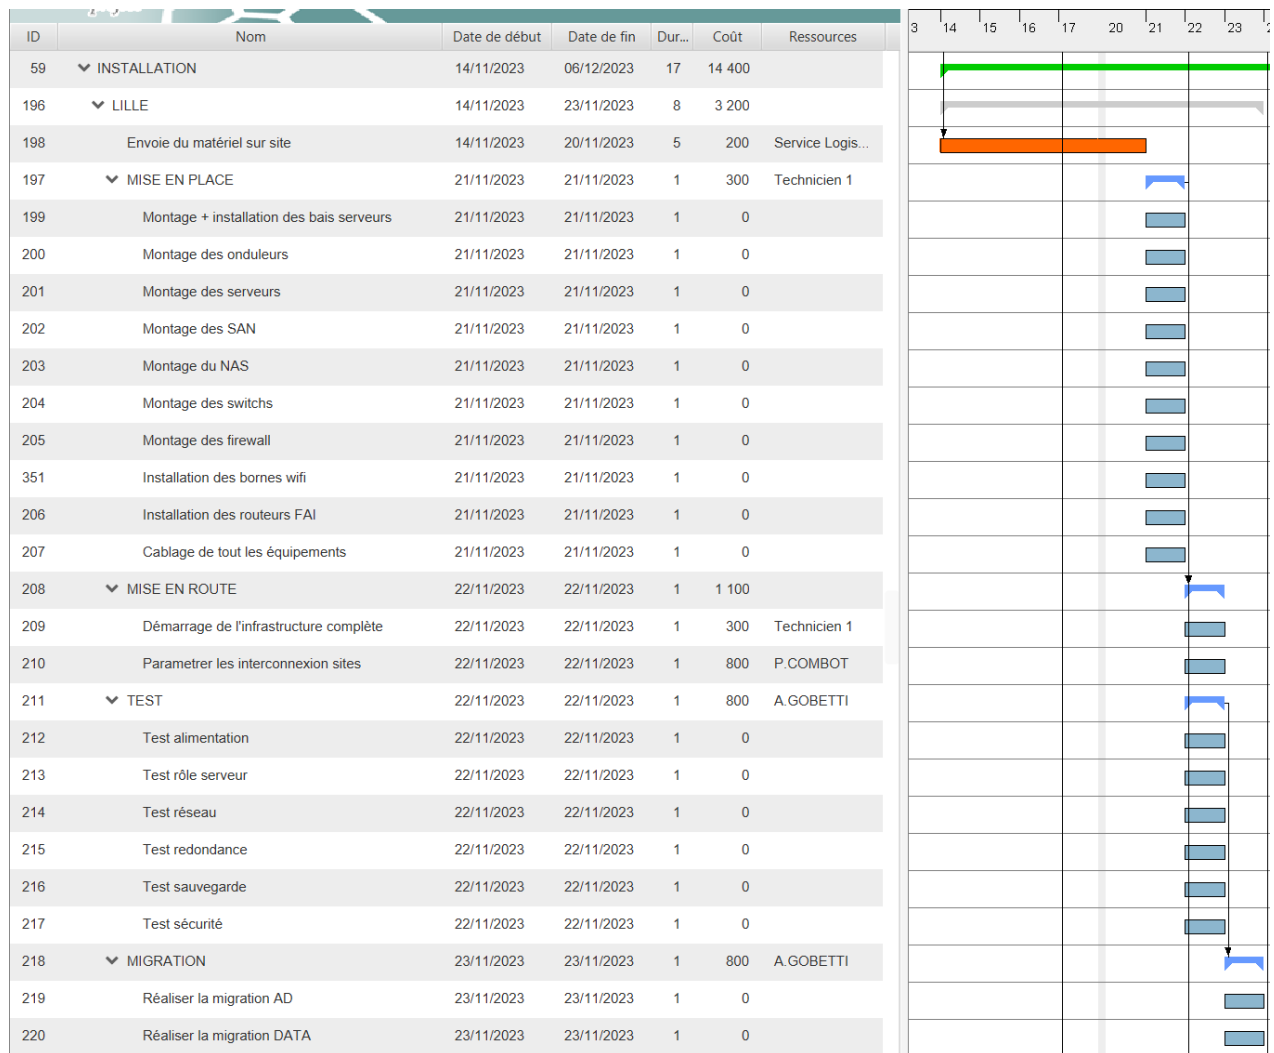 ID Nom Date de début Date de fin Dur... Coût Ressources 3 14 15 16 17 20 21 22 23 2
59 INSTALLATION 14/11/2023 06/12/2023 17 14 400
196 LILLE 14/11/2023 23/11/2023 8 3 200
198 Envoie du matériel sur site 14/11/2023 20/11/2023 5 200 Service Logis...
197 MISE EN PLACE 21/11/2023 21/11/2023 1 300 Technicien 1
199 Montage + installation des bais serveurs 21/11/2023 21/11/2023 1 0
200 Montage des onduleurs 21/11/2023 21/11/2023 1 0
201 Montage des serveurs 21/11/2023 21/11/2023 1 0
202 Montage des SAN 21/11/2023 21/11/2023 1 0
203 Montage du NAS 21/11/2023 21/11/2023 1 0
204 Montage des switchs 21/11/2023 21/11/2023 1 0
205 Montage des firewall 21/11/2023 21/11/2023 1 0
351 Installation des bornes wifi 21/11/2023 21/11/2023 1 0
206 Installation des routeurs FAI 21/11/2023 21/11/2023 1 0
207 Cablage de tout les équipements 21/11/2023 21/11/2023 1 0
208 MISE EN ROUTE 22/11/2023 22/11/2023 1 1 100
209 Démarrage de l'infrastructure complète 22/11/2023 22/11/2023 1 300 Technicien 1
210 Parametrer les interconnexion sites 22/11/2023 22/11/2023 1 800 P.COMBOT
211 TEST 22/11/2023 22/11/2023 1 800 A.GOBETTI
212 Test alimentation 22/11/2023 22/11/2023 1 0
213 Test rôle serveur 22/11/2023 22/11/2023 1 0
214 Test réseau 22/11/2023 22/11/2023 1 0
215 Test redondance 22/11/2023 22/11/2023 1 0
216 Test sauvegarde 22/11/2023 22/11/2023 1 0
217 Test sécurité 22/11/2023 22/11/2023 1 0
218 MIGRATION 23/11/2023 23/11/2023 1 800 A.GOBETTI
219 Réaliser la migration AD 23/11/2023 23/11/2023 1 0
220 Réaliser la migration DATA 23/11/2023 23/11/2023 1 0